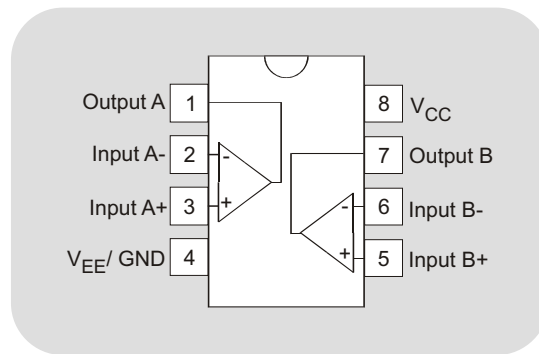 Output A 1
Input A- 2
Input A+ 3
VEE/ GND 4
8 VCC
7 Output B
6 Input B-
5 Input B+
-
+
-
+